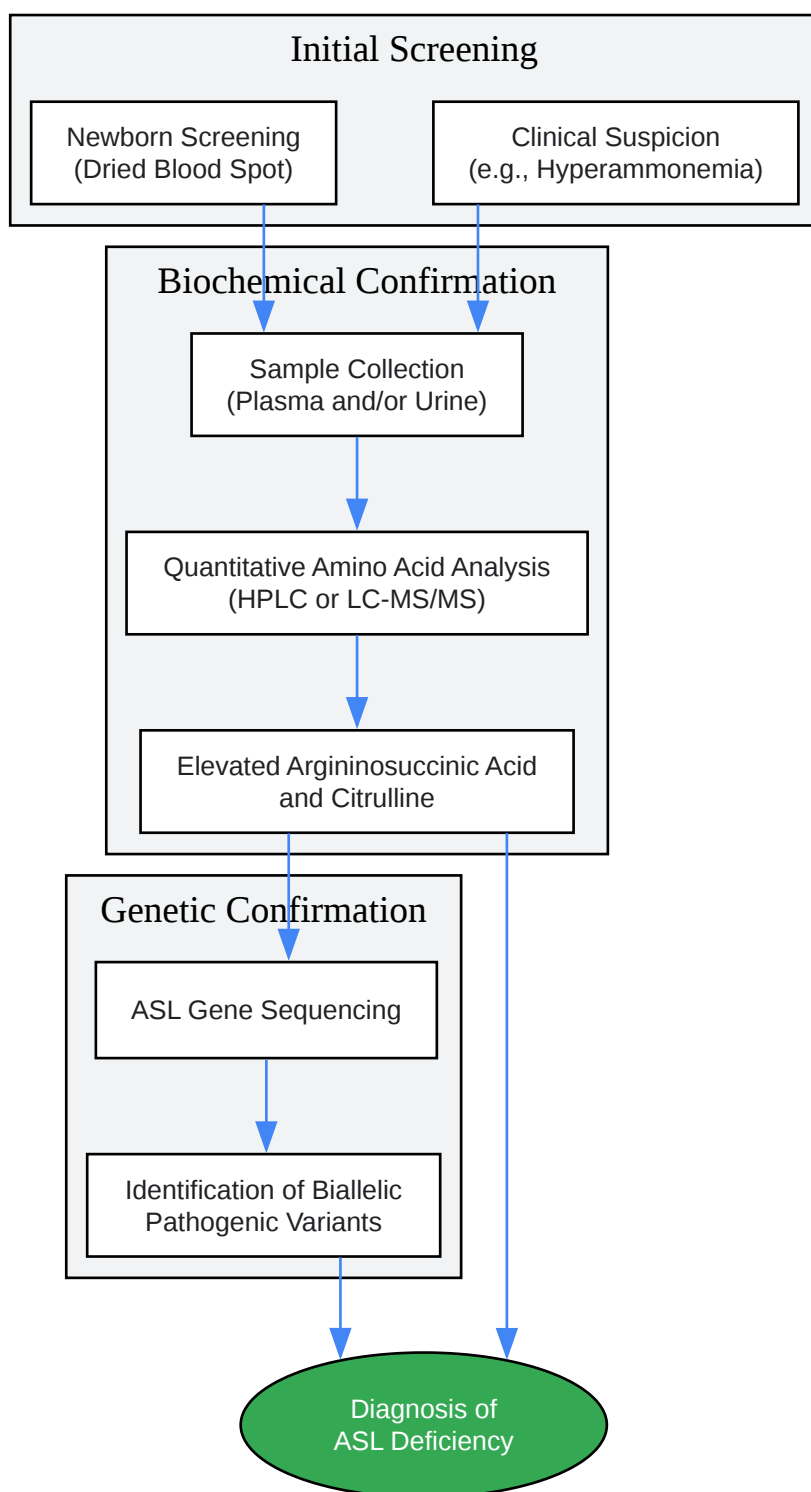 Initial Screening
Newborn Screening
(Dried Blood Spot)
Clinical Suspicion
(e.g., Hyperammonemia)
Biochemical Confirmation
Sample Collection
(Plasma and/or Urine)
Quantitative Amino Acid Analysis
(HPLC or LC-MS/MS)
Elevated Argininosuccinic Acid
and Citrulline
Genetic Confirmation
ASL Gene Sequencing
Identification of Biallelic
Pathogenic Variants
Diagnosis of
ASL Deficiency